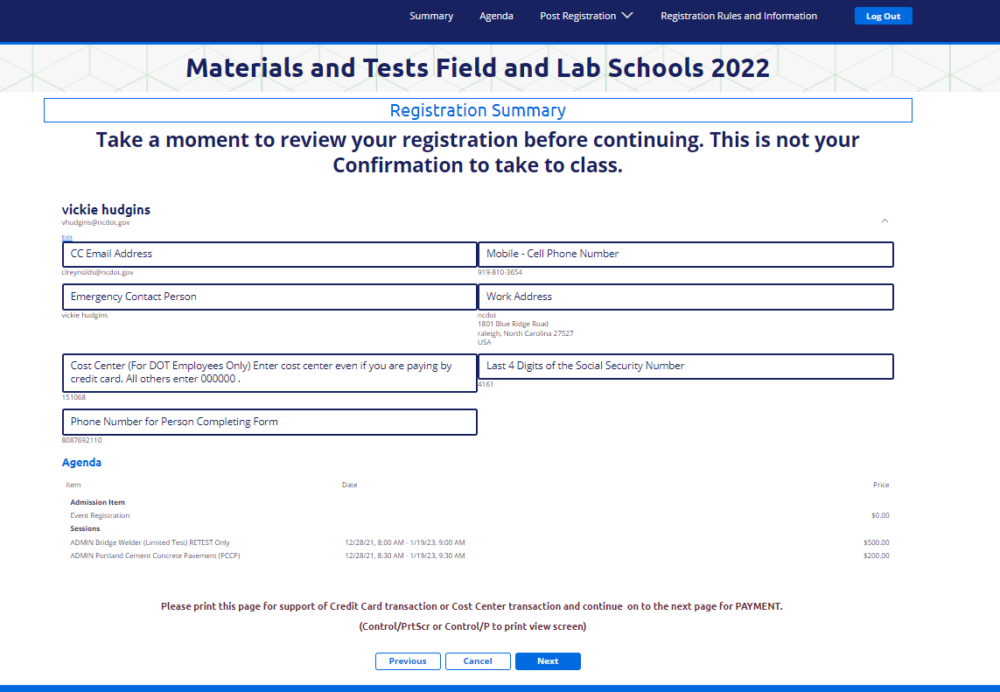 Summary Agenda Post Registration Registration Rules and Information Log Out
Materials and Tests Field and Lab Schools 2022
Registration Summary
Take a moment to review your registration before continuing. This is not your
Confirmation to take to class.
vickie hudgins
vhudgins@ncdot.gov
Edit
CC Email Address
clreynolds@ncdot.gov
Mobile - Cell Phone Number
919-810-3654
Emergency Contact Person
vickie hudgins
Work Address
ncdot
1801 Blue Ridge Road
raleigh, North Carolina 27527
USA
Cost Center (For DOT Employees Only) Enter cost center even if you are paying by
credit card. All others enter 000000 .
151068
Last 4 Digits of the Social Security Number
4161
Phone Number for Person Completing Form
8087692110
Agenda
Item Date Price
Admission Item
Event Registration $0.00
Sessions
ADMIN Bridge Welder (Limited Test) RETEST Only 12/28/21, 8:00 AM - 1/19/23, 9:00 AM $500.00
ADMIN Portland Cement Concrete Pavement (PCCP) 12/28/21, 8:30 AM - 1/19/23, 9:30 AM $200.00
Please print this page for support of Credit Card transaction or Cost Center transaction and continue on to the next page for PAYMENT.
(Control/PrtScr or Control/P to print view screen)
Previous Cancel Next